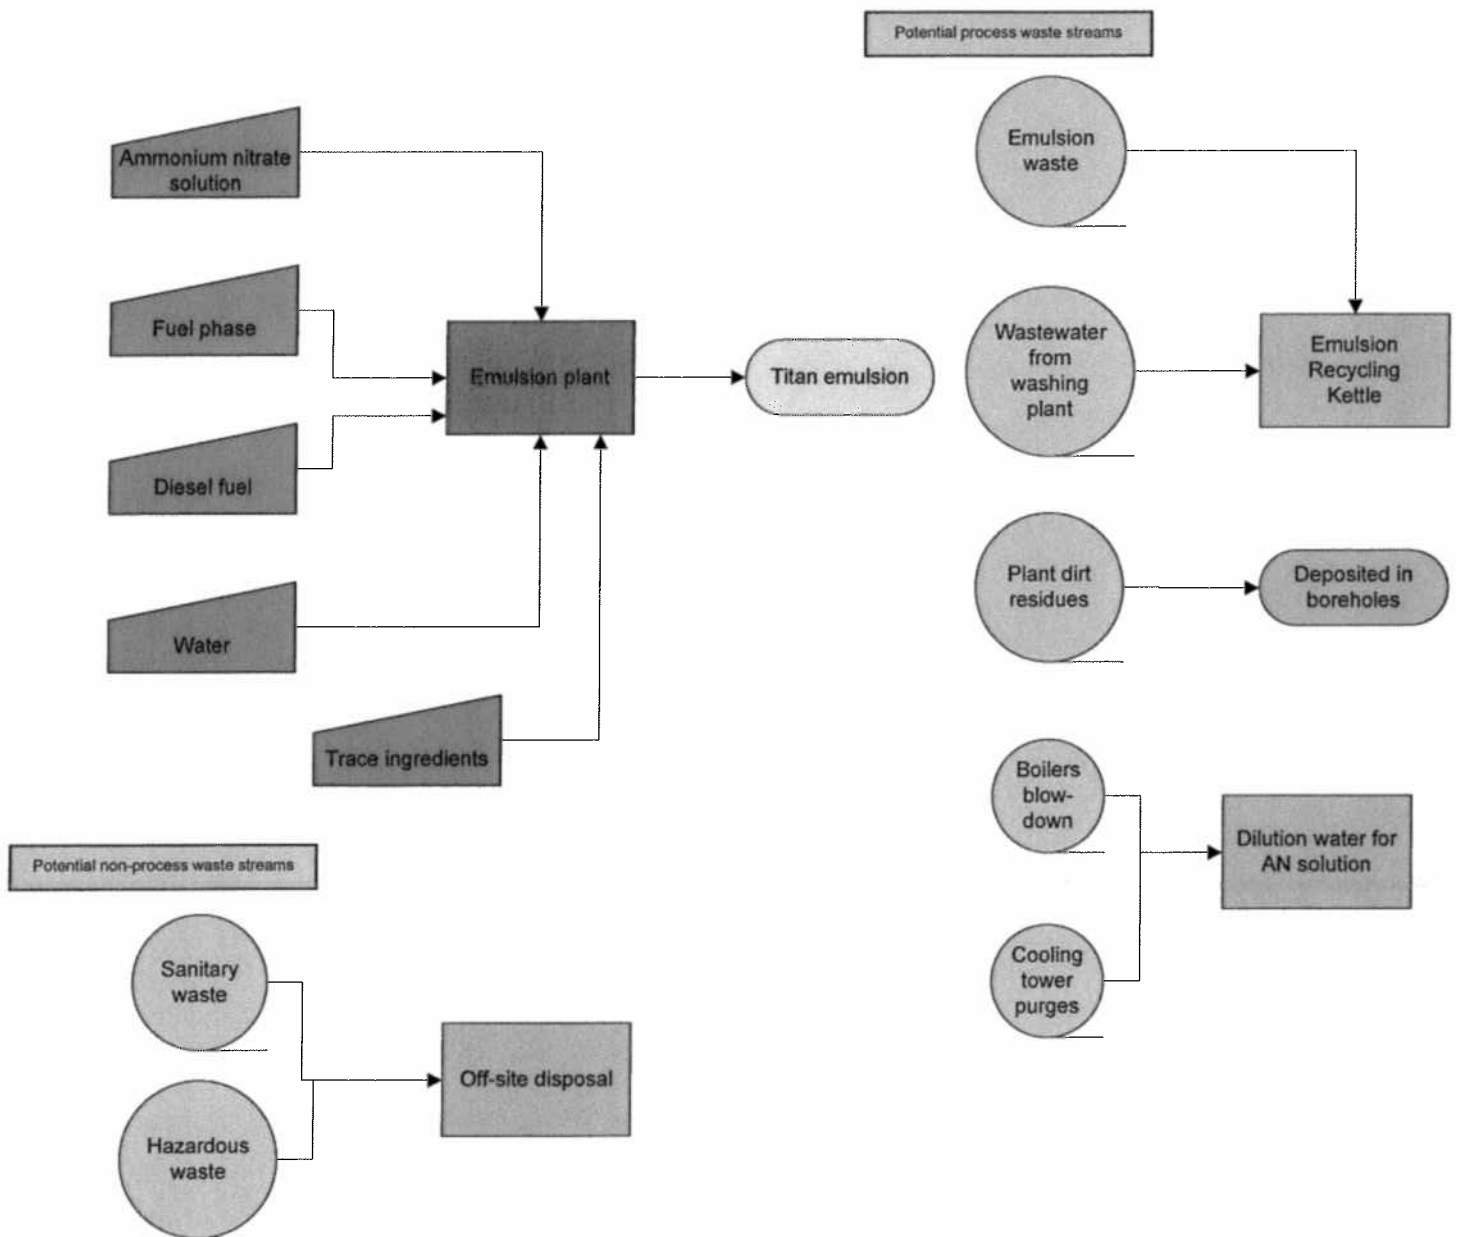 Potential process waste streams
Ammonium nitrate
solution
Fuel phase
Diesel fuel
Water
Trace ingredients
Emulsion plant
Titan emulsion
Emulsion
waste
Wastewater
from
washing
plant
Emulsion
Recycling
Kettle
Plant dirt
residues
Deposited in
boreholes
Boilers
blow-
down
Cooling
tower
purges
Dilution water for
AN solution
Potential non-process waste streams
Sanitary
waste
Hazardous
waste
Off-site disposal